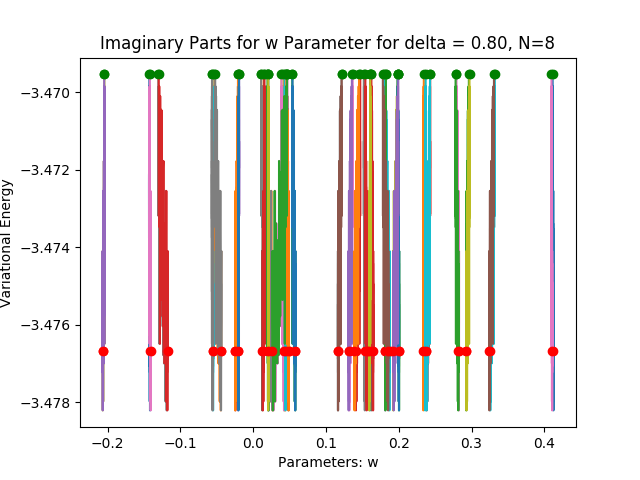 Imaginary Parts for w Parameter for delta = 0.80, N=8
Variational Energy
−3.470
−3.472
−3.474
−3.476
−3.478
−0.2 −0.1 0.0 0.1 0.2 0.3 0.4
Parameters: w